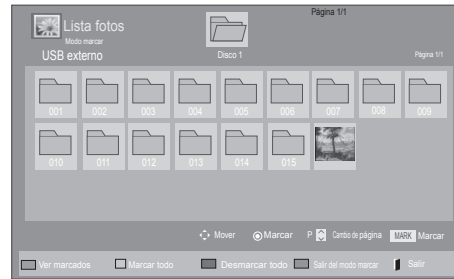 Página 1/1
Lista fotos
Modo marcar
USB externo
Disco 1
Página 1/1
001 002 003 004 005 006 007 008 009
010 011 012 013 014 015
Mover Marcar P Cambio de página MARK Marcar
Ver marcados Marcar todo Desmarcar todo Salir del modo marcar Salir